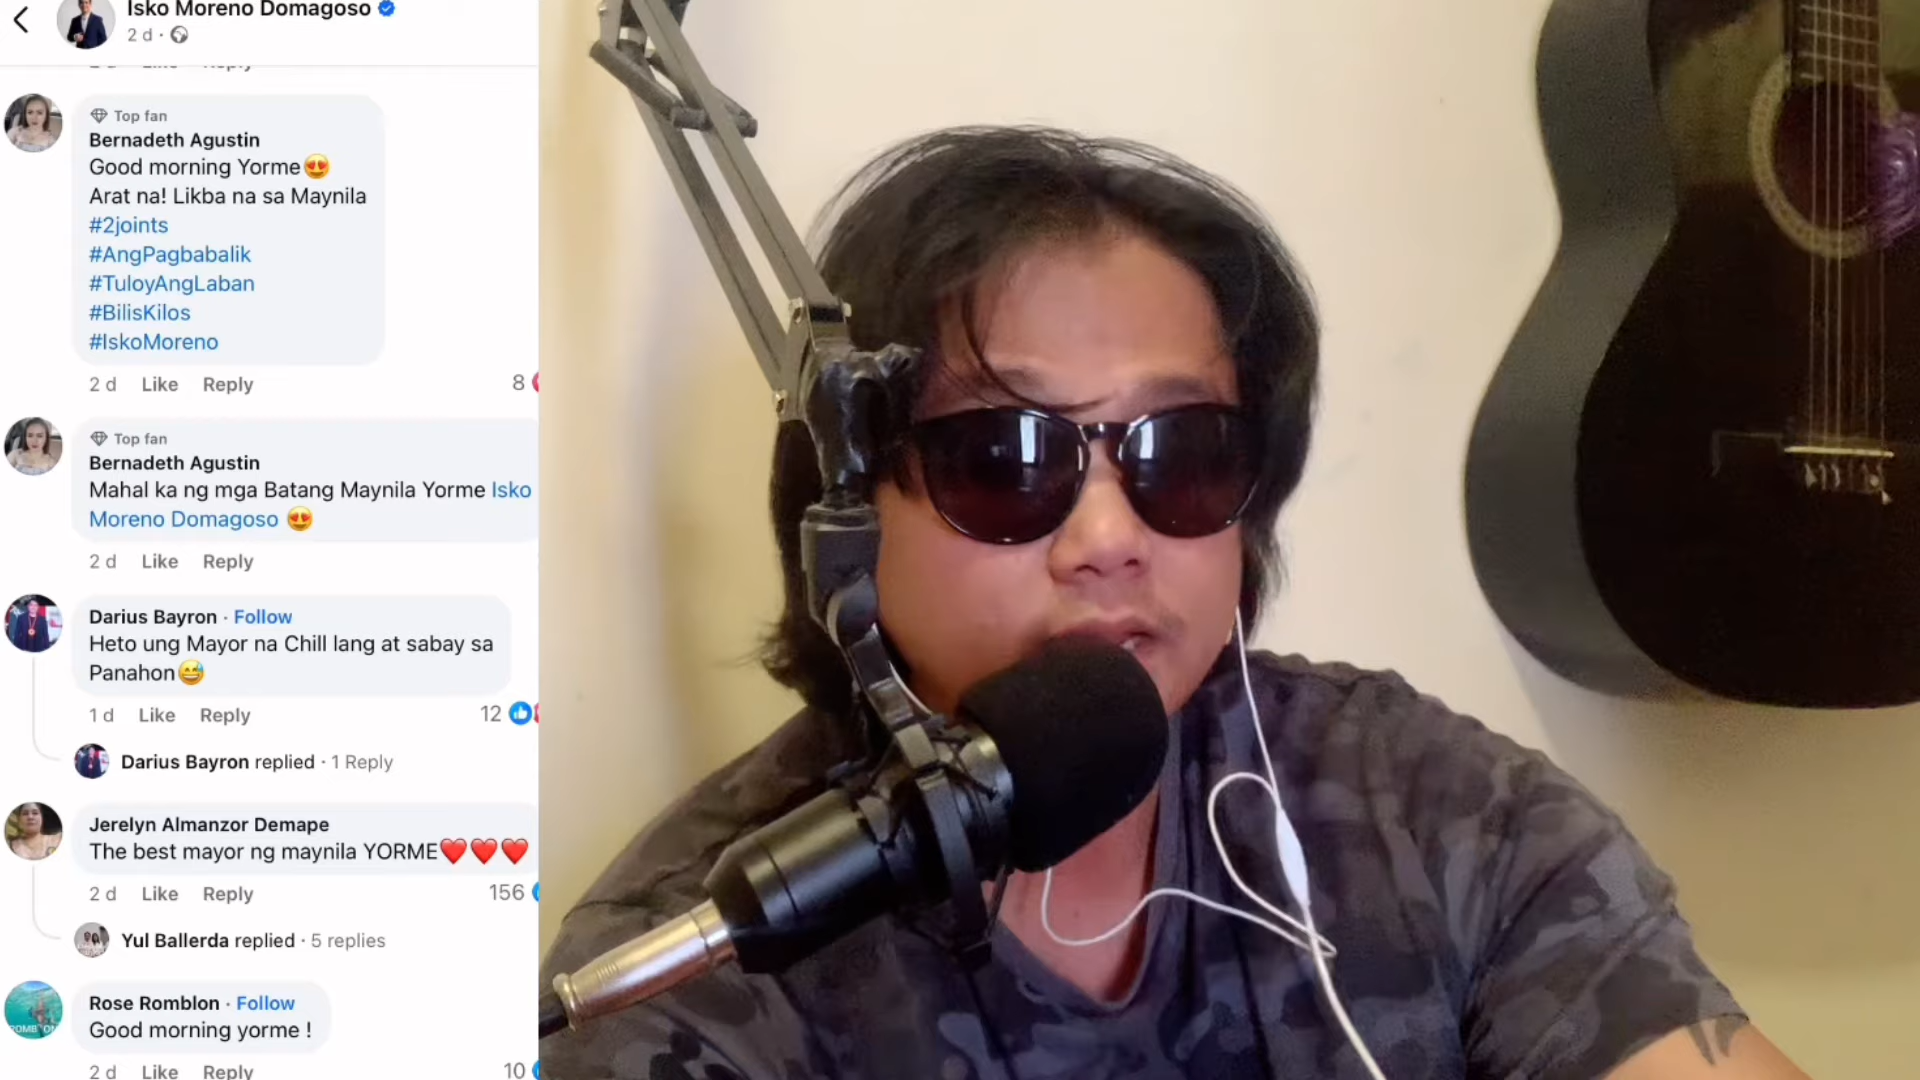 Isko Moreno Domagoso
2 d ·
Top fan
Bernadeth Agustin
Good morning Yorme😍
Arat na! Likba na sa Maynila
#2joints
#AngPagbabalik
#TuloyAngLaban
#BilisKilos
#IskoMoreno
2 d Like Reply 8
Top fan
Bernadeth Agustin
Mahal ka ng mga Batang Maynila Yorme Isko
Moreno Domagoso 😍
2 d Like Reply
Darius Bayron · Follow
Heto ung Mayor na Chill lang at sabay sa
Panahon😅
1 d Like Reply 12
Darius Bayron replied · 1 Reply
Jerelyn Almanzor Demape
The best mayor ng maynila YORME❤️❤️❤️
2 d Like Reply 156
Yul Ballerda replied · 5 replies
Rose Romblon · Follow
Good morning yorme !
2 d Like Reply 10